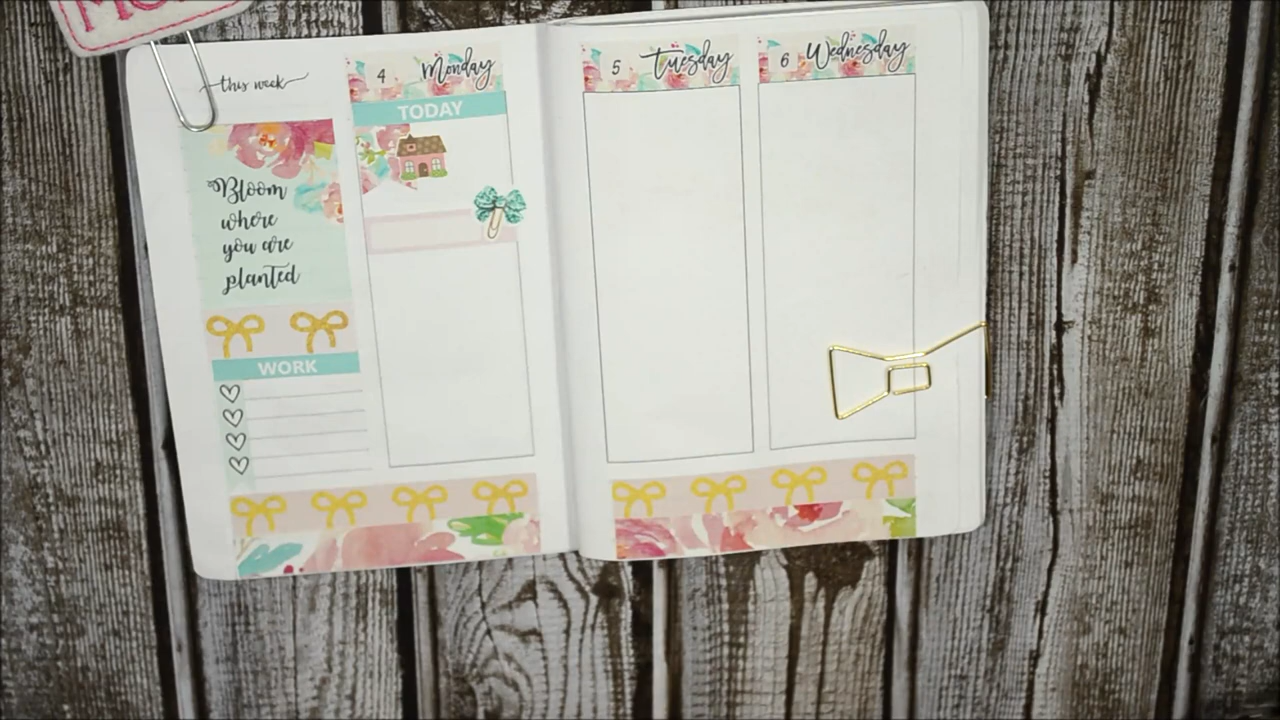 this week
Bloom
where
you are
planted
WORK
4 Monday
TODAY
5 Tuesday
6 Wednesday